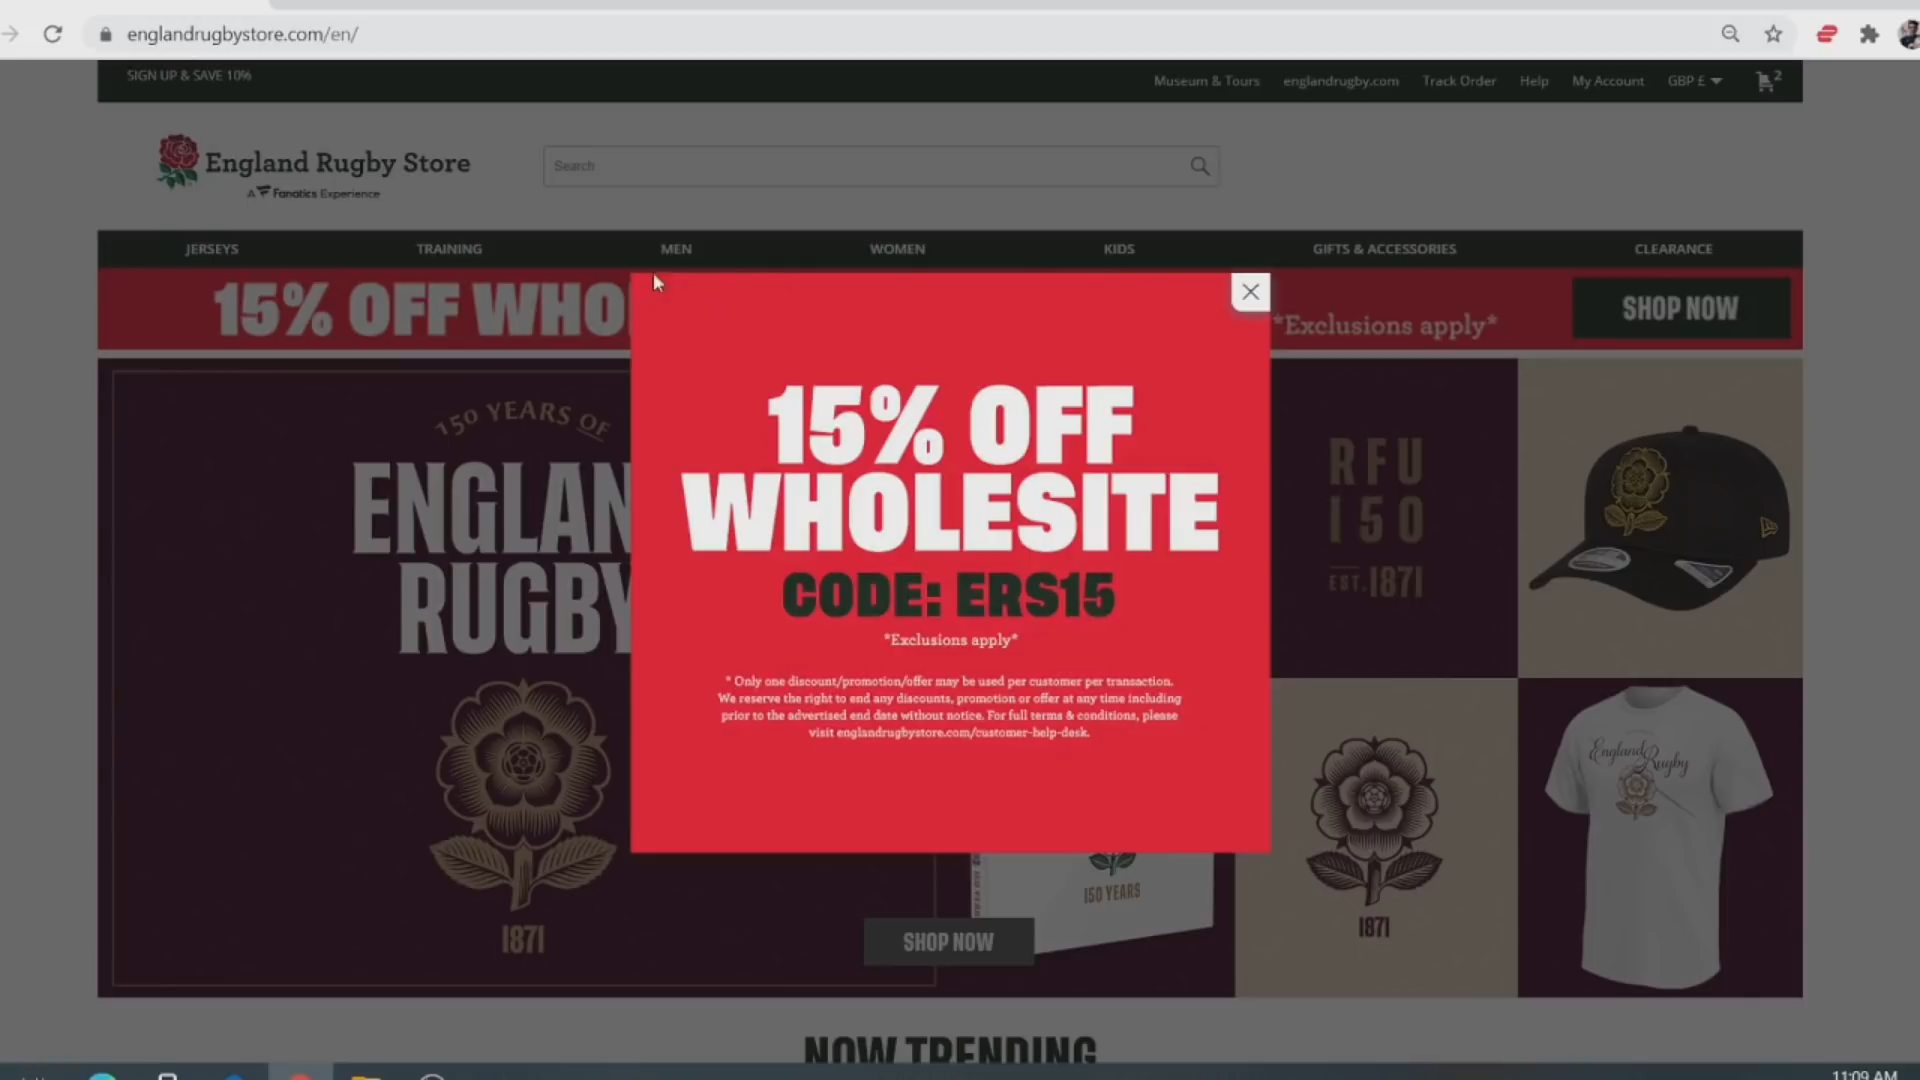 englandrugbystore.com/en/
SIGN UP & SAVE 10%
Museum & Tours englandrugby.com Track Order Help My Account GBP £ 2
England Rugby Store
A Fanatics Experience
Search
JERSEYS TRAINING MEN WOMEN KIDS GIFTS & ACCESSORIES CLEARANCE
15% OFF WHO
*Exclusions apply*
SHOP NOW
15% OFF
WHOLESITE
CODE: ERS15
*Exclusions apply*
* Only one discount/promotion/offer may be used per customer per transaction.
We reserve the right to end any discounts, promotion or offer at any time including
prior to the advertised end date without notice. For full terms & conditions, please
visit englandrugbystore.com/customer-help-desk.
150 YEARS OF
ENGLAN
RUGBY
1871
150 YEARS
SHOP NOW
RFU
150
EST. 1871
1871
England Rugby
NOW TRENDING
11:09 AM